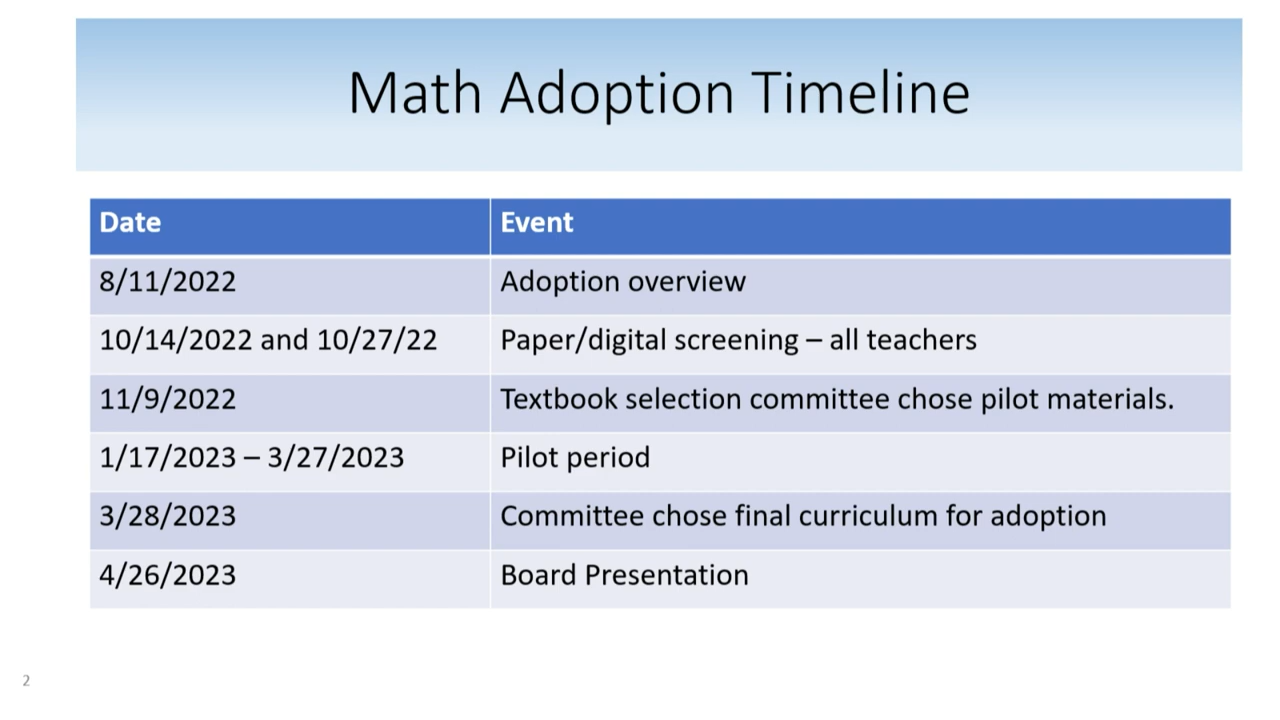 Math Adoption Timeline
Date Event
8/11/2022 Adoption overview
10/14/2022 and 10/27/22 Paper/digital screening – all teachers
11/9/2022 Textbook selection committee chose pilot materials.
1/17/2023 – 3/27/2023 Pilot period
3/28/2023 Committee chose final curriculum for adoption
4/26/2023 Board Presentation
2